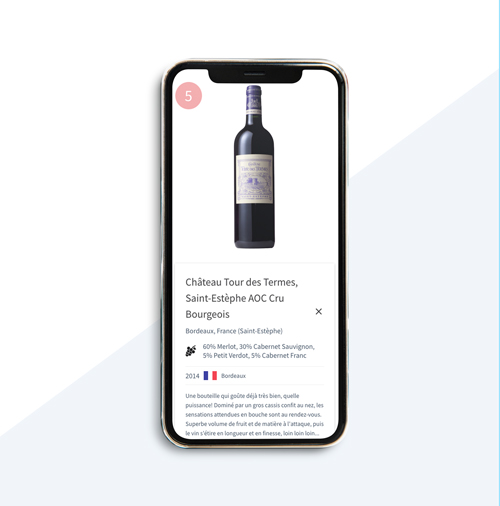 5
Château Tour des Termes,
Saint-Estèphe AOC Cru
Bourgeois
Bordeaux, France (Saint-Estèphe)
60% Merlot, 30% Cabernet Sauvignon,
5% Petit Verdot, 5% Cabernet Franc
2014 Bordeaux
Une bouteille qui goûte déjà très bien, quelle
puissance! Dominé par un gros cassis confit au nez, les
sensations attendues en bouche sont au rendez-vous.
Superbe volume de fruit et de matière à l'attaque, puis
le vin s'étire en longueur et en finesse, loin loin loin...